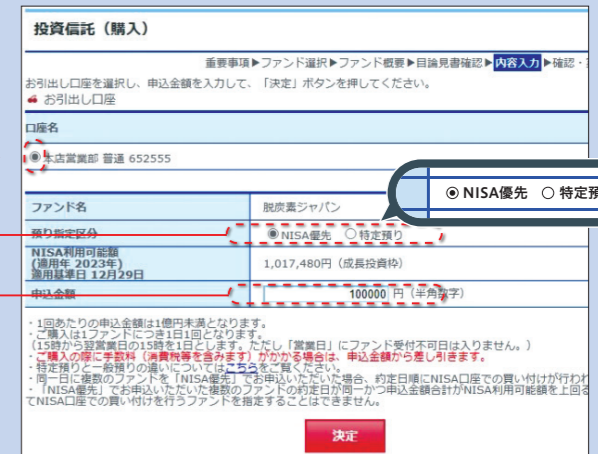 投資信託（購入）
重要事項▶ファンド選択▶ファンド概要▶目論見書確認▶内容入力▶確認・
お引出し口座を選択し、申込金額を入力して、「決定」ボタンを押してください。
お引出し口座
口座名
本店営業部 普通 652555
ファンド名 脱炭素ジャパン
◉ NISA優先 ○ 特定預
預り指定区分 ◉NISA優先 ○特定預り
NISA利用可能額
(適用年 2023年) 1,017,480円（成長投資枠）
適用基準日 12月29日
申込金額 100000 円（半角数字）
・1回あたりの申込金額は1億円未満となります。
・ご購入は1ファンドにつき1日1回となります。
(15時から翌営業日の15時を1日とします。ただし「営業日」にファンド受付不可日は入りません。)
・ご購入の際に手数料（消費税等を含みます）がかかる場合は、申込金額から差し引きます。
・特定預りと一般預りの違いについてはこちらをご覧ください。
・同一日に複数のファンドを「NISA優先」でお申込いただいた場合、約定日順にNISA口座での買い付けが行われ
・「NISA優先」でお申込いただいた複数のファンドの約定日が同一かつ申込金額合計がNISA利用可能額を上回る
てNISA口座での買い付けを行うファンドを指定することはできません。
決定